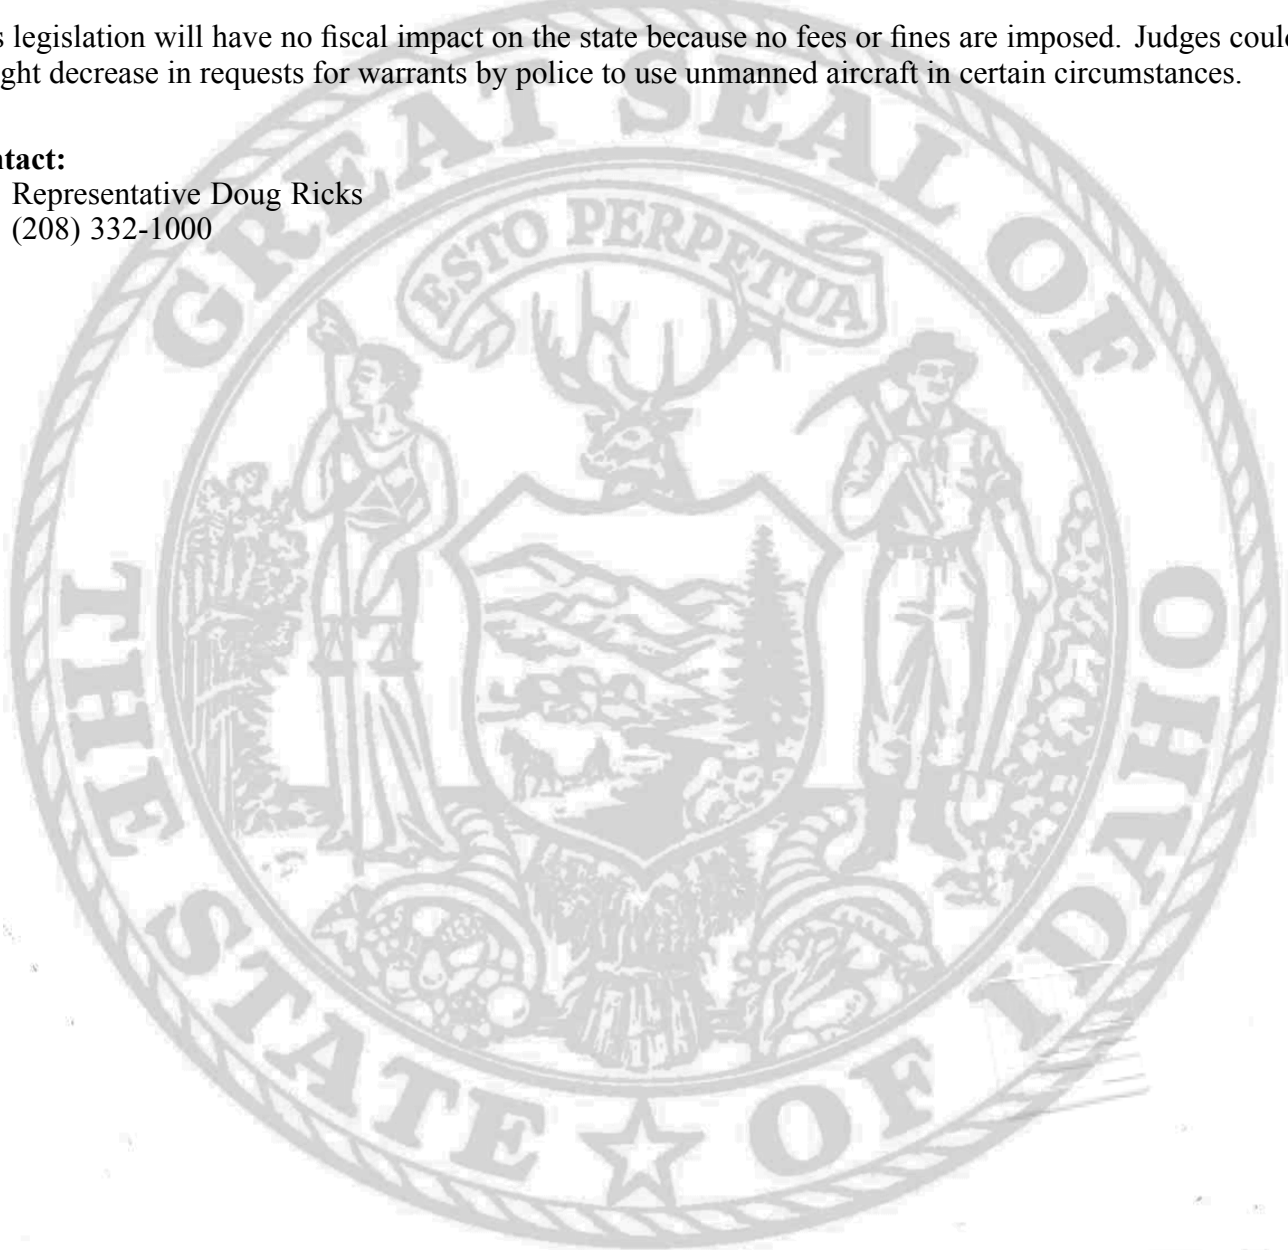 s legislation will have no fiscal impact on the state because no fees or fines are imposed. Judges could
ght decrease in requests for warrants by police to use unmanned aircraft in certain circumstances.
ntact:
Representative Doug Ricks
(208) 332-1000
GREAT SEAL OF
ESTO PERPETUA
THE STATE OF IDAHO